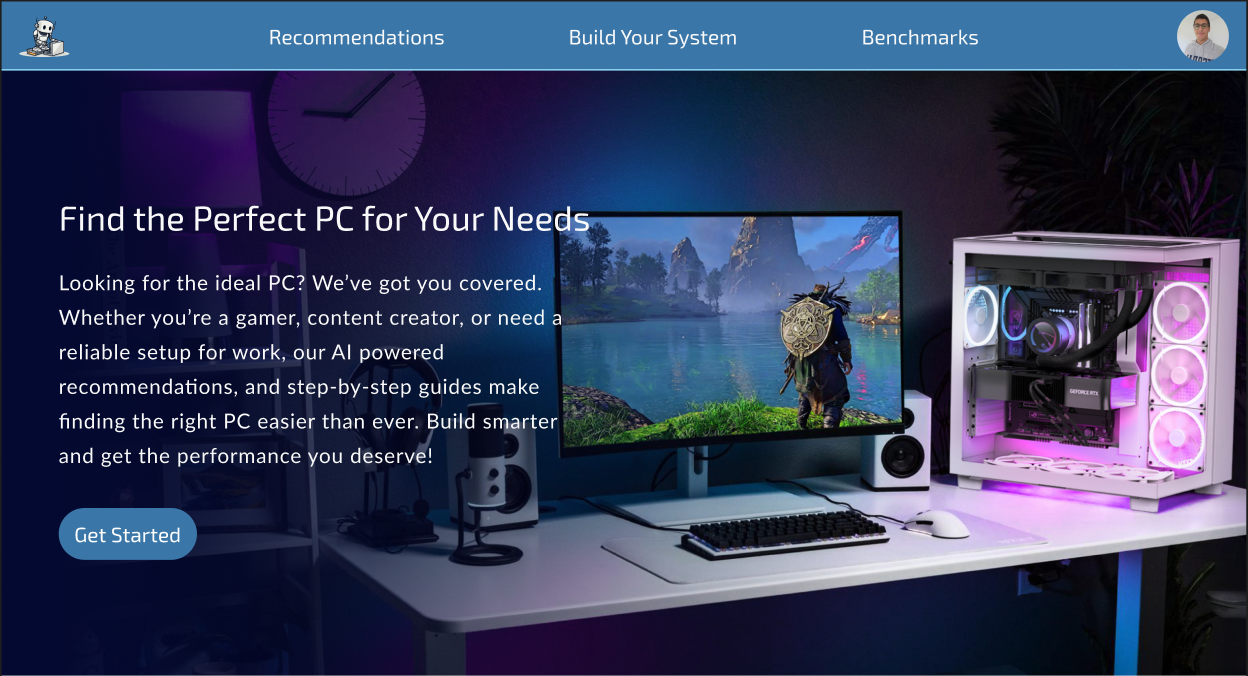 Recommendations
Build Your System
Benchmarks
Find the Perfect PC for Your Needs
Looking for the ideal PC? We’ve got you covered.
Whether you’re a gamer, content creator, or need a
reliable setup for work, our AI powered
recommendations, and step-by-step guides make
finding the right PC easier than ever. Build smarter
and get the performance you deserve!
GEFORCE RTX
Get Started